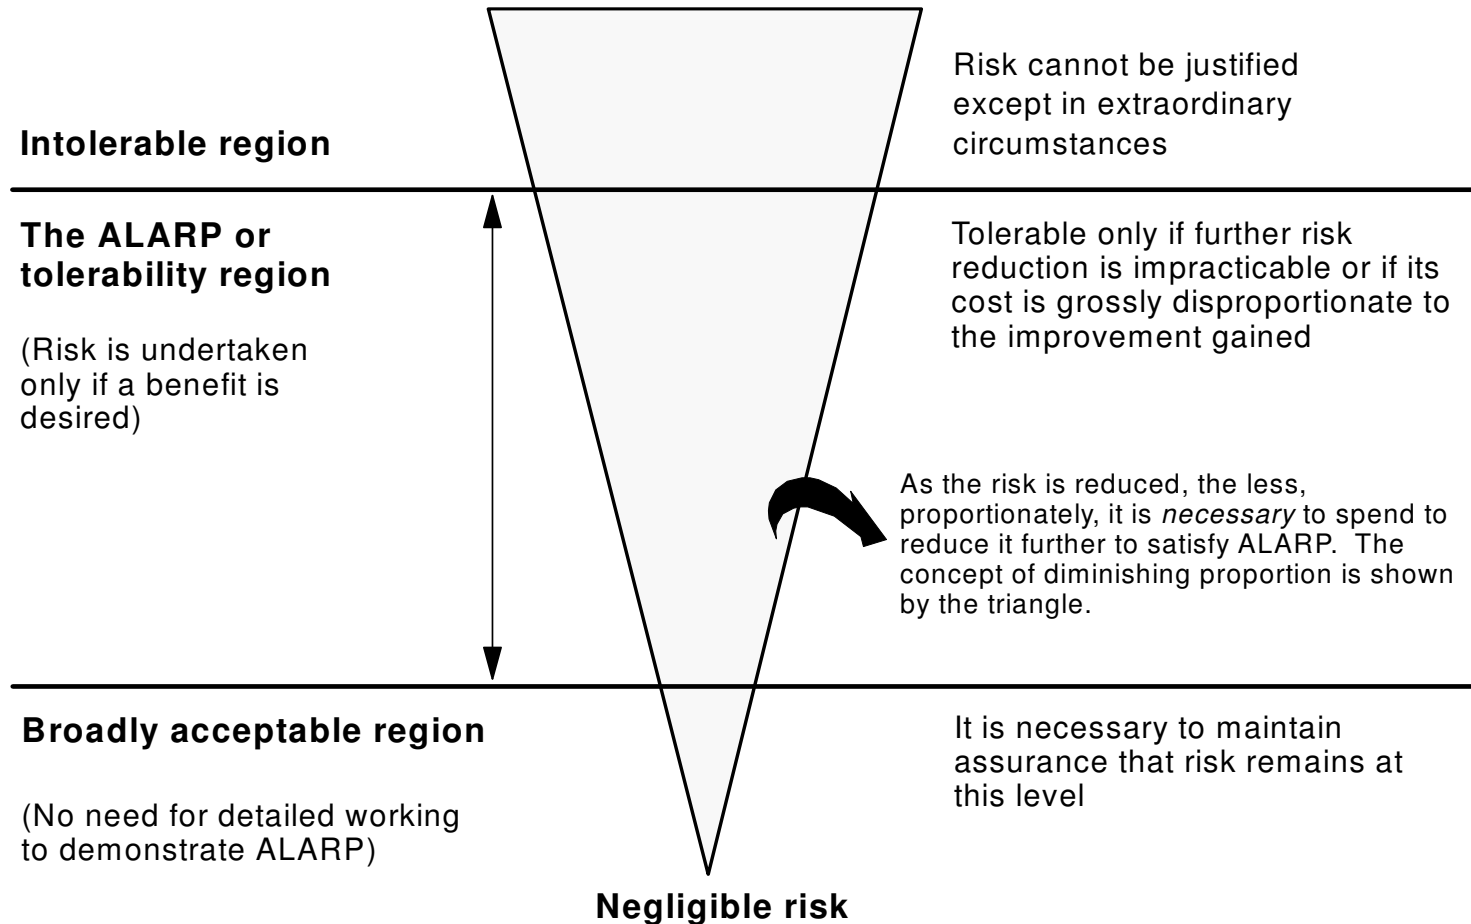 Risk cannot be justified
except in extraordinary
circumstances
Intolerable region
The ALARP or
tolerability region
(Risk is undertaken
only if a benefit is
desired)
Tolerable only if further risk
reduction is impracticable or if its
cost is grossly disproportionate to
the improvement gained
As the risk is reduced, the less,
proportionately, it is necessary to spend to
reduce it further to satisfy ALARP. The
concept of diminishing proportion is shown
by the triangle.
Broadly acceptable region
(No need for detailed working
to demonstrate ALARP)
It is necessary to maintain
assurance that risk remains at
this level
Negligible risk